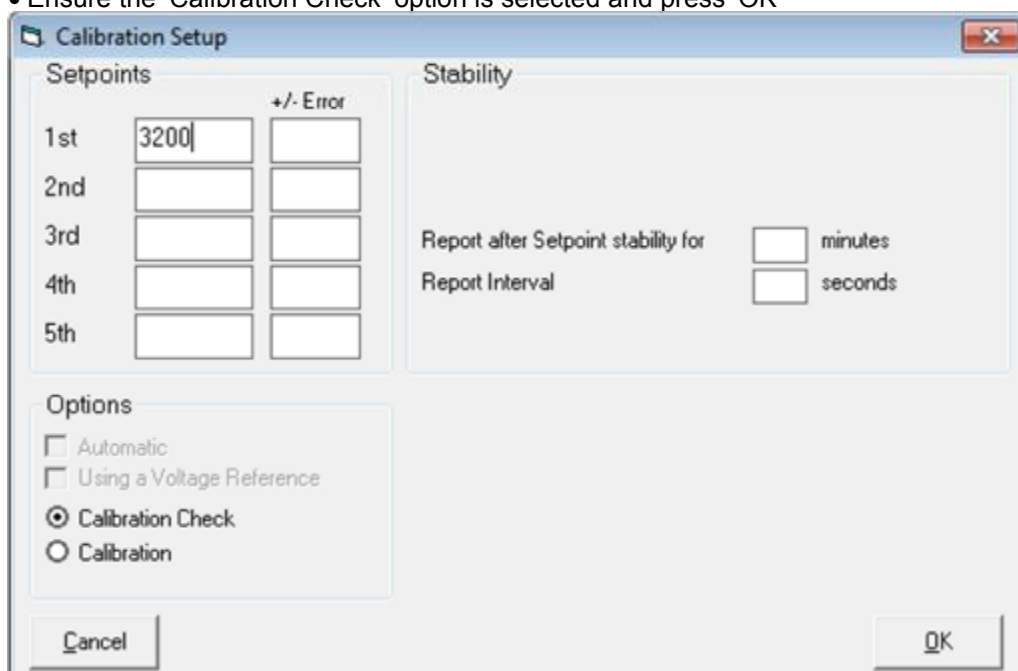 • Ensure the 'Calibration Check' option is selected and press 'OK'
Calibration Setup
Setpoints
+/- Error
1st 3200
2nd
3rd
4th
5th
Stability
Report after Setpoint stability for minutes
Report Interval seconds
Options
Automatic
Using a Voltage Reference
Calibration Check
Calibration
Cancel
OK